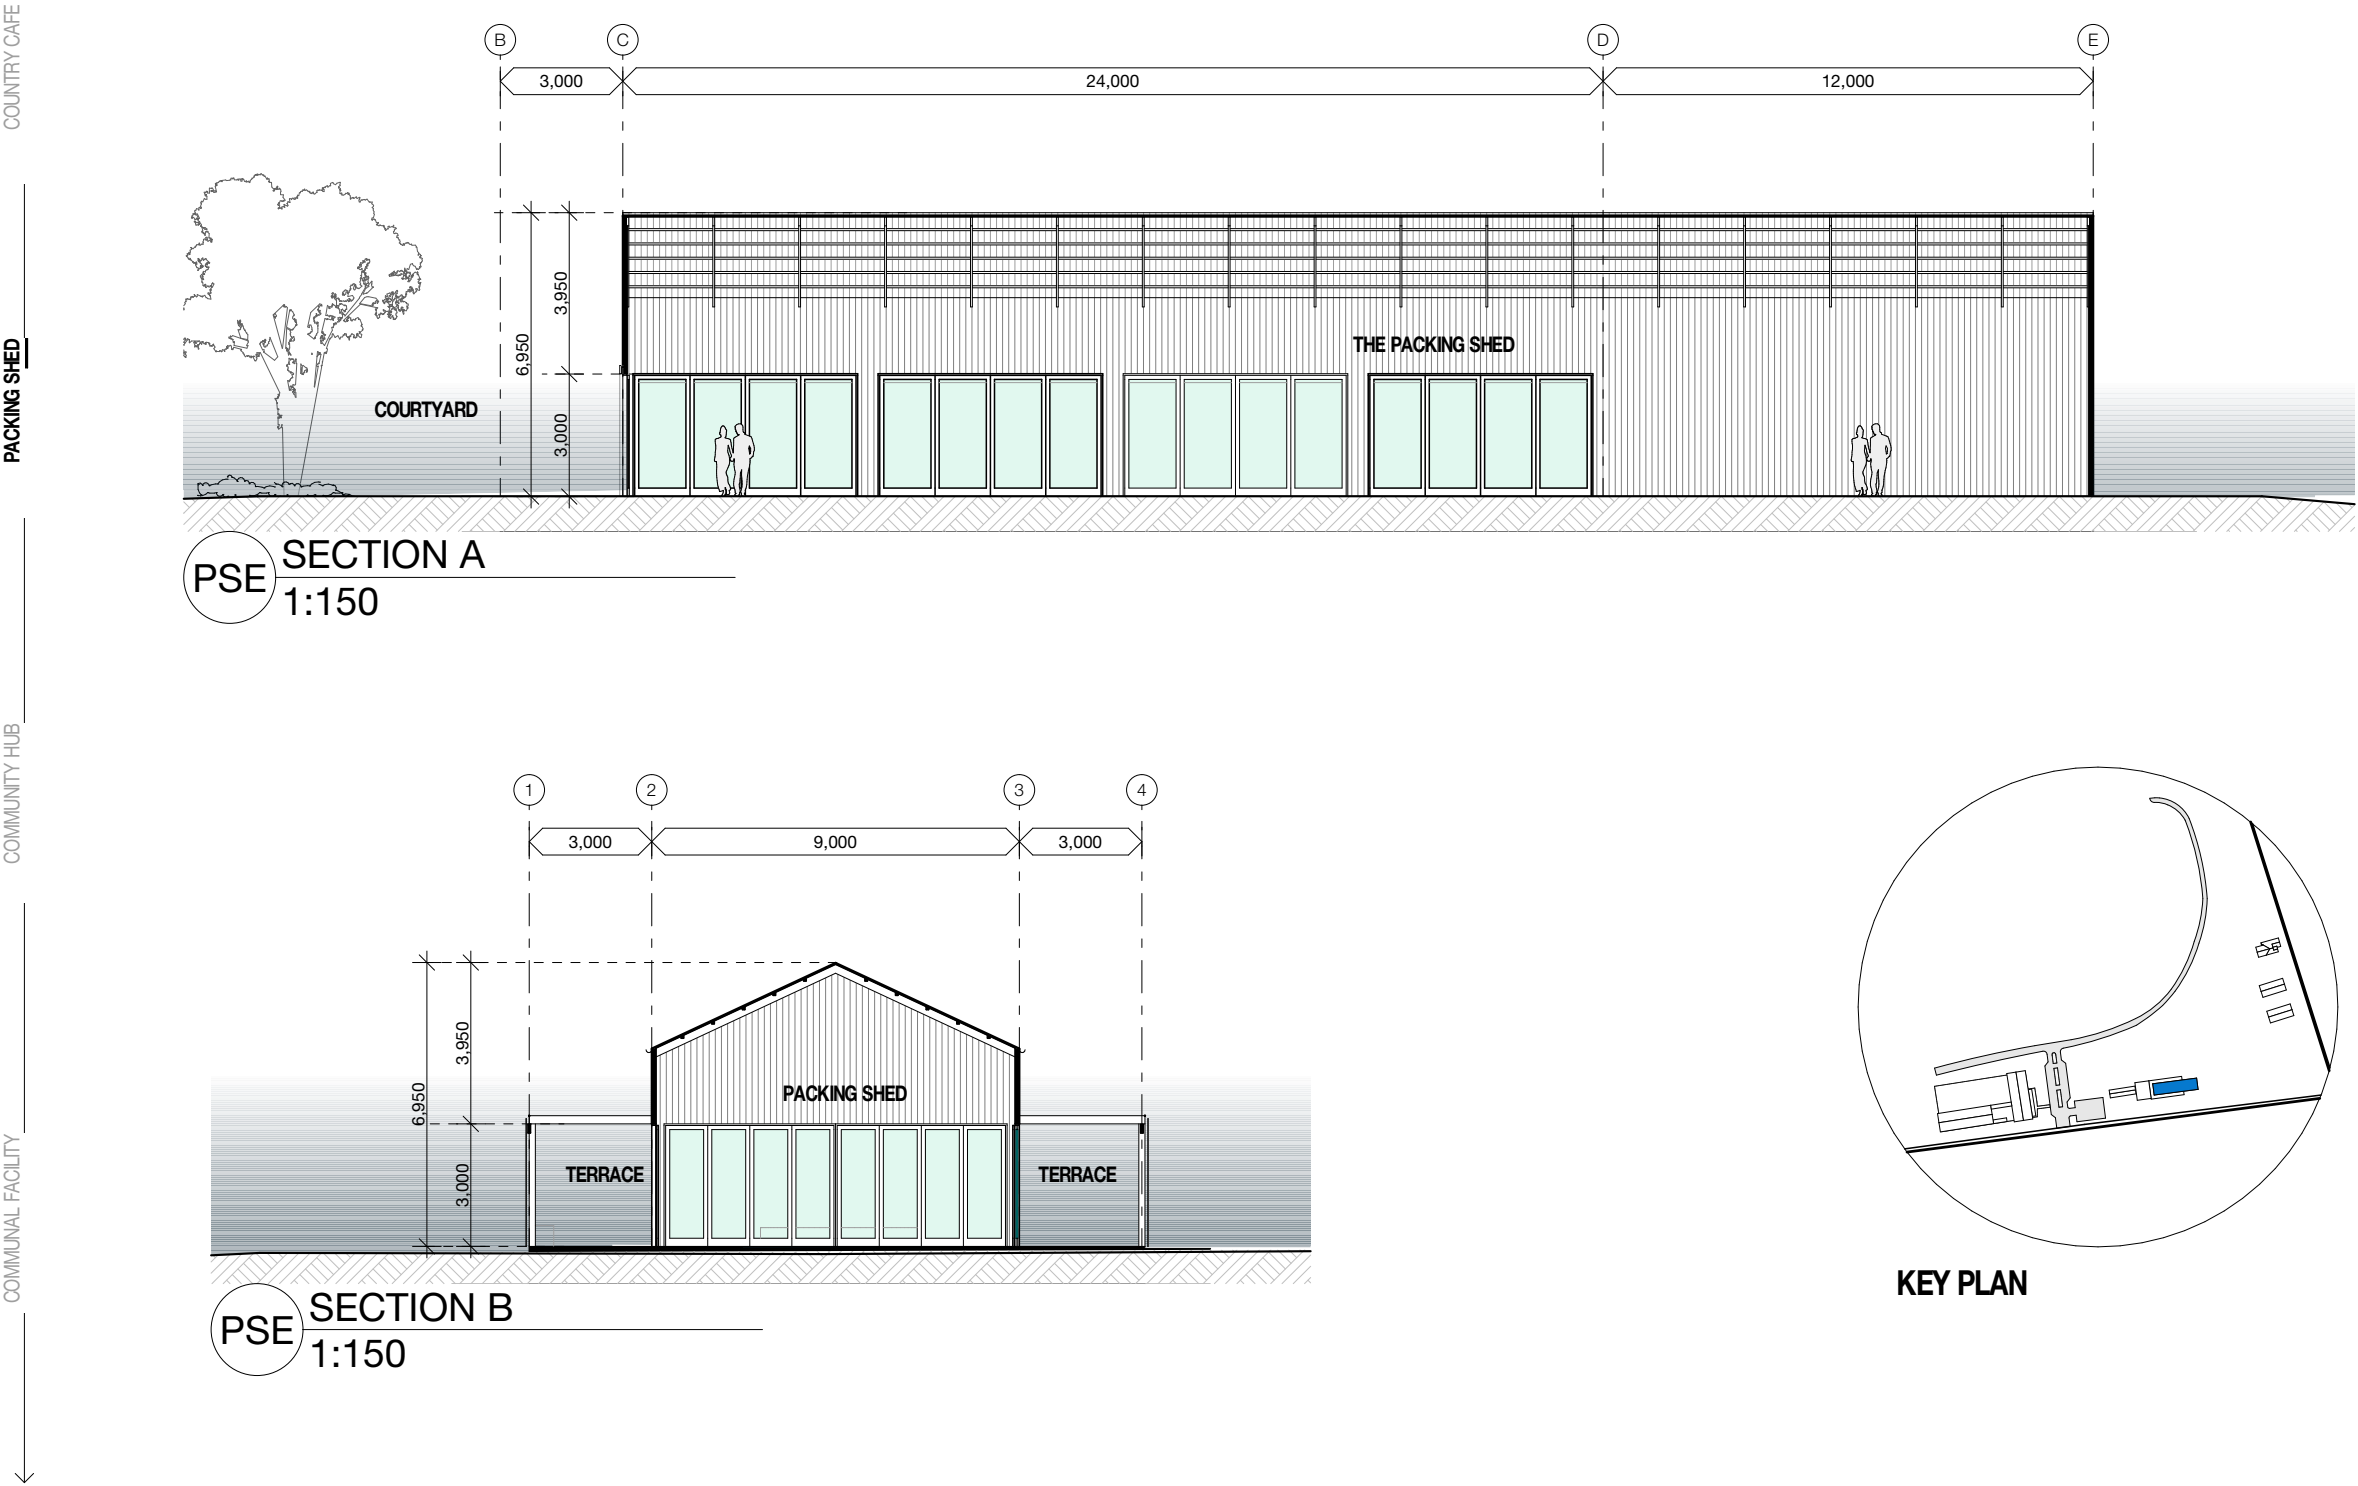 COUNTRY CAFE
PACKING SHED
COMMUNITY HUB
COMMUNAL FACILITY
B
C
D
E
3,000
24,000
12,000
6,950
3,950
3,000
COURTYARD
THE PACKING SHED
PSE
SECTION A
1:150
1
2
3
4
3,000
9,000
3,000
6,950
3,950
3,000
PACKING SHED
TERRACE
TERRACE
PSE
SECTION B
1:150
KEY PLAN